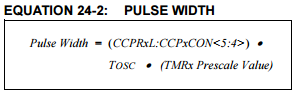 EQUATION 24-2: PULSE WIDTH
Pulse Width = (CCPRxL:CCPxCON<5:4>) •
TOSC • (TMRx Prescale Value)